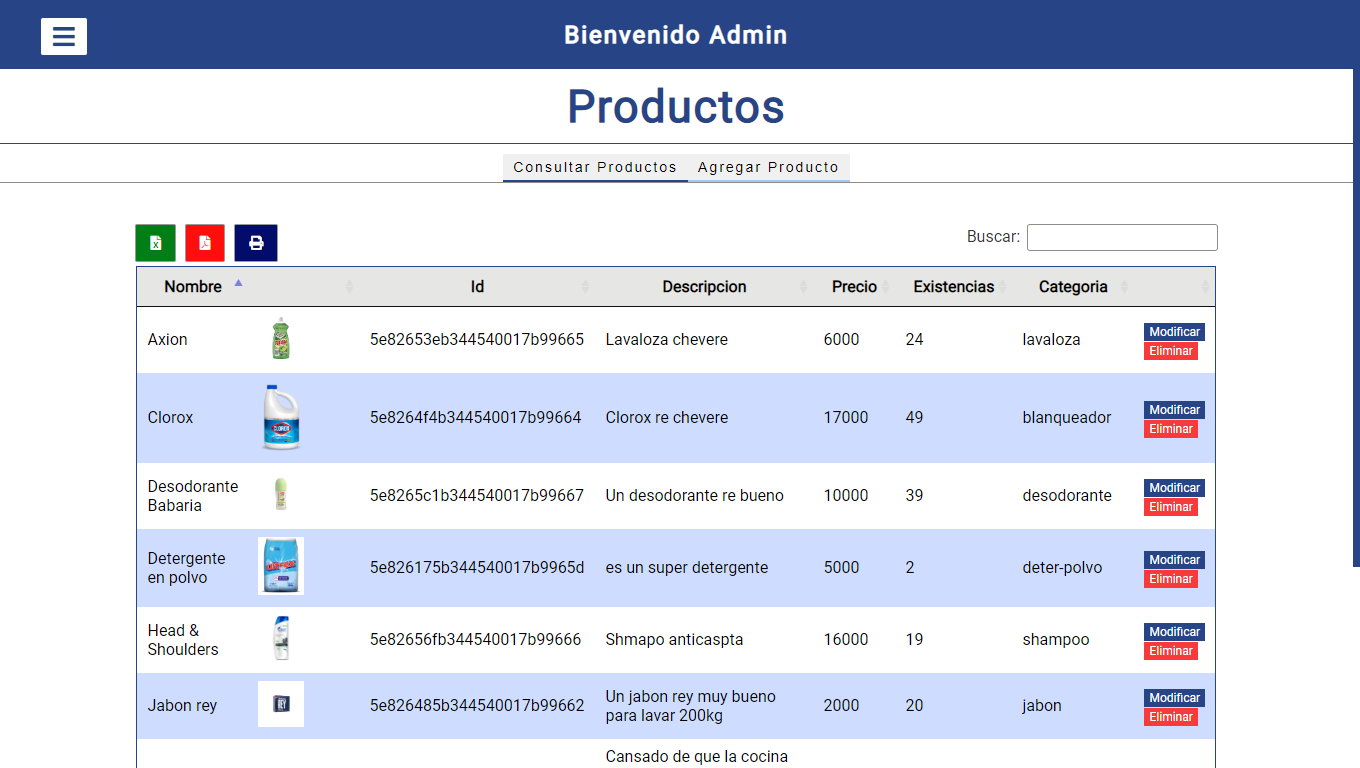 Bienvenido Admin
Productos
Consultar Productos Agregar Producto
Buscar:
Nombre Id Descripcion Precio Existencias Categoria
Axion 5e82653eb344540017b99665 Lavaloza chevere 6000 24 lavaloza Modificar
Eliminar
Clorox CLOROX 5e8264f4b344540017b99664 Clorox re chevere 17000 49 blanqueador Modificar
Eliminar
Desodorante
Babaria 5e8265c1b344540017b99667 Un desodorante re bueno 10000 39 desodorante Modificar
Eliminar
Detergente
en polvo 5e826175b344540017b9965d es un super detergente 5000 2 deter-polvo Modificar
Eliminar
Head &
Shoulders 5e82656fb344540017b99666 Shmapo anticaspta 16000 19 shampoo Modificar
Eliminar
Jabon rey REY 5e826485b344540017b99662 Un jabon rey muy bueno
para lavar 200kg 2000 20 jabon Modificar
Eliminar
Cansado de que la cocina